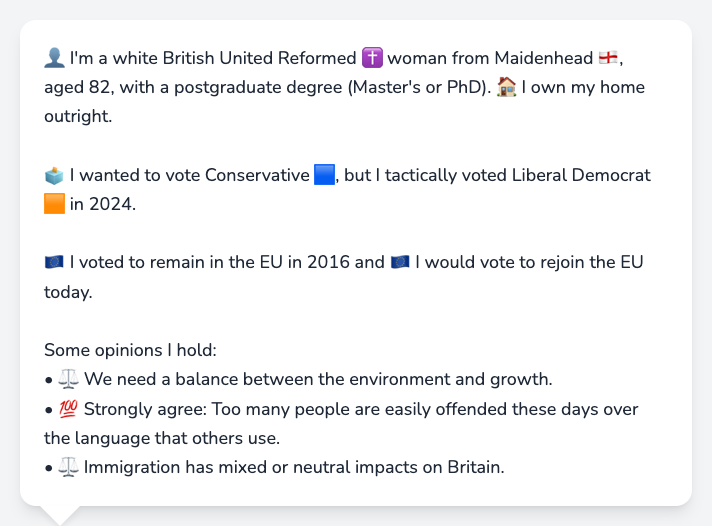 👤 I'm a white British United Reformed ✝️ woman from Maidenhead 🏴󠁧󠁢󠁥󠁮󠁧󠁿,
aged 82, with a postgraduate degree (Master's or PhD). 🏠 I own my home
outright.
🗳️ I wanted to vote Conservative 🟦, but I tactically voted Liberal Democrat
🟧 in 2024.
🇪🇺 I voted to remain in the EU in 2016 and 🇪🇺 I would vote to rejoin the EU
today.
Some opinions I hold:
• ⚖️ We need a balance between the environment and growth.
• 💯 Strongly agree: Too many people are easily offended these days over
the language that others use.
• ⚖️ Immigration has mixed or neutral impacts on Britain.